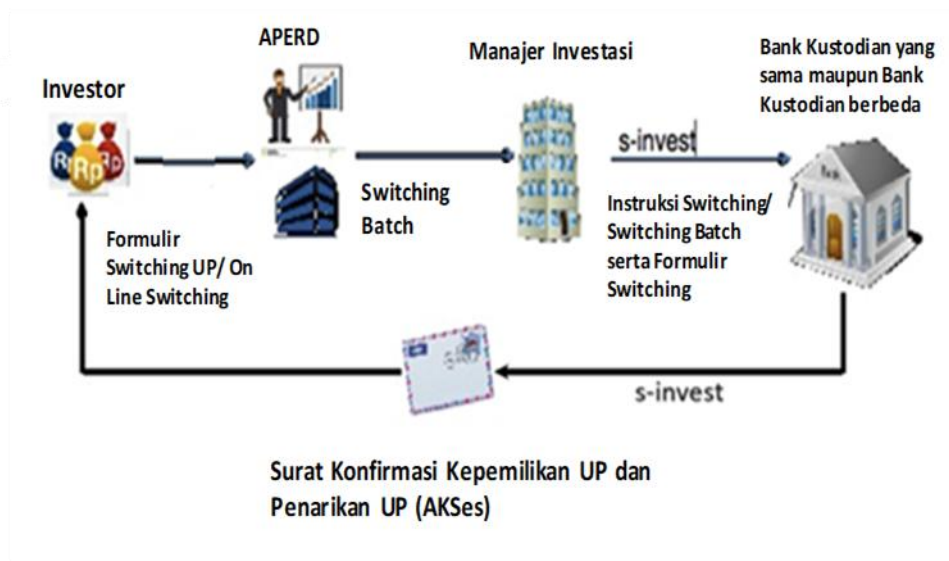 Investor
APERD
Manajer Investasi
Bank Kustodian yang
sama maupun Bank
Kustodian berbeda
Rp
Rp
Rp
Formulir
Switching UP/ On
Line Switching
Switching
Batch
s-invest
Instruksi Switching/
Switching Batch
serta Formulir
Switching
Bank
s-invest
Surat Konfirmasi Kepemilikan UP dan
Penarikan UP (AKSes)